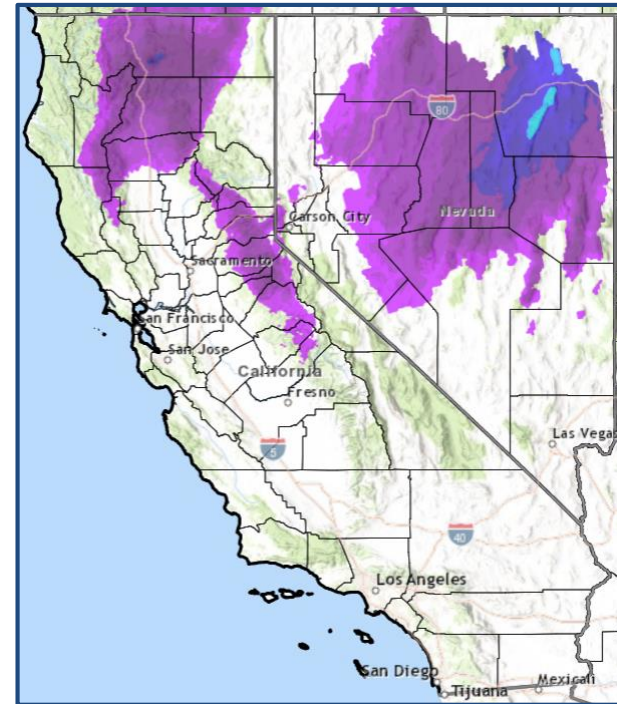 80
Carson City
Nevada
Sacramento
San Francisco
San Jose
California
Fresno
5
Las Vegas
40
Los Angeles
San Diego
Tijuana
Mexicali